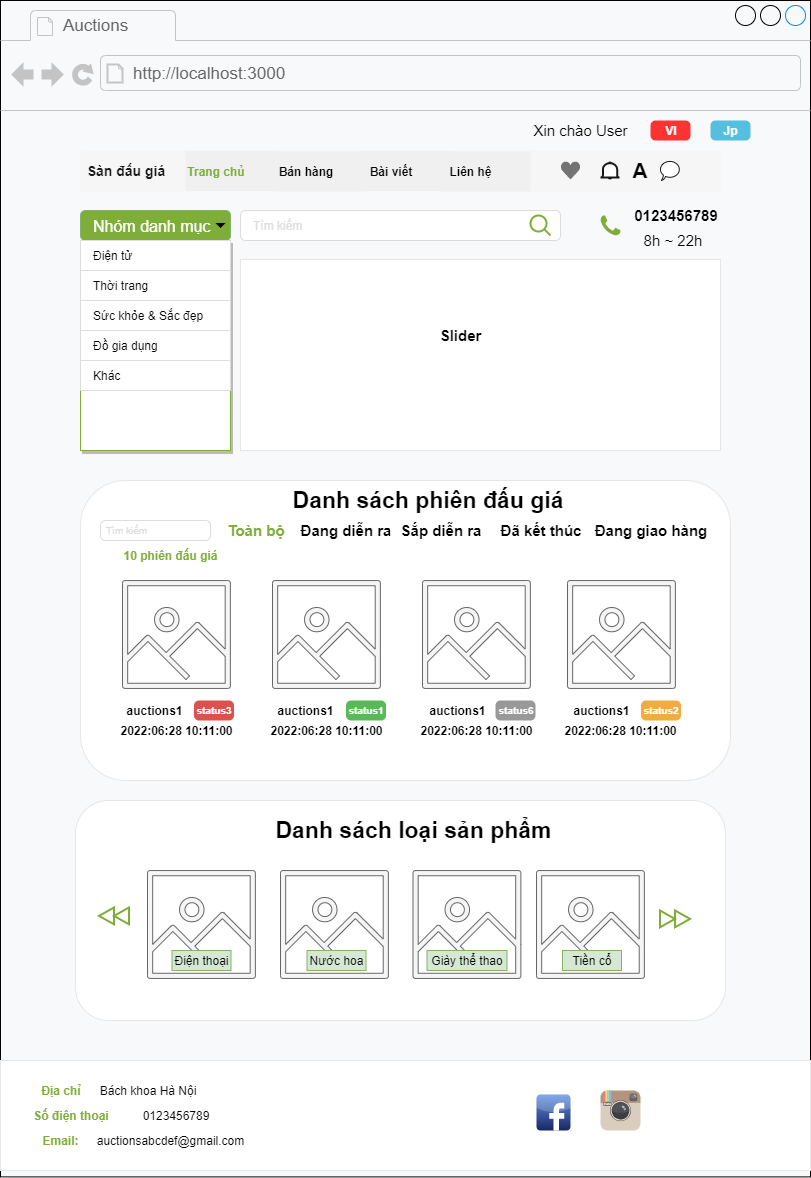 Auctions
http://localhost:3000
Xin chào User VI Jp
Sàn đấu giá Trang chủ Bán hàng Bài viết Liên hệ A
Nhóm danh mục Tìm kiếm 0123456789
8h ~ 22h
Điện tử
Thời trang
Sức khỏe & Sắc đẹp
Đồ gia dụng
Khác
Slider
Danh sách phiên đấu giá
Tìm kiếm Toàn bộ Đang diễn ra Sắp diễn ra Đã kết thúc Đang giao hàng
10 phiên đấu giá
auctions1 status3 auctions1 status1 auctions1 status6 auctions1 status2
2022:06:28 10:11:00 2022:06:28 10:11:00 2022:06:28 10:11:00 2022:06:28 10:11:00
Danh sách loại sản phẩm
Điện thoại Nước hoa Giày thể thao Tiền cổ
Địa chỉ Bách khoa Hà Nội
Số điện thoại 0123456789
Email: auctionsabcdef@gmail.com